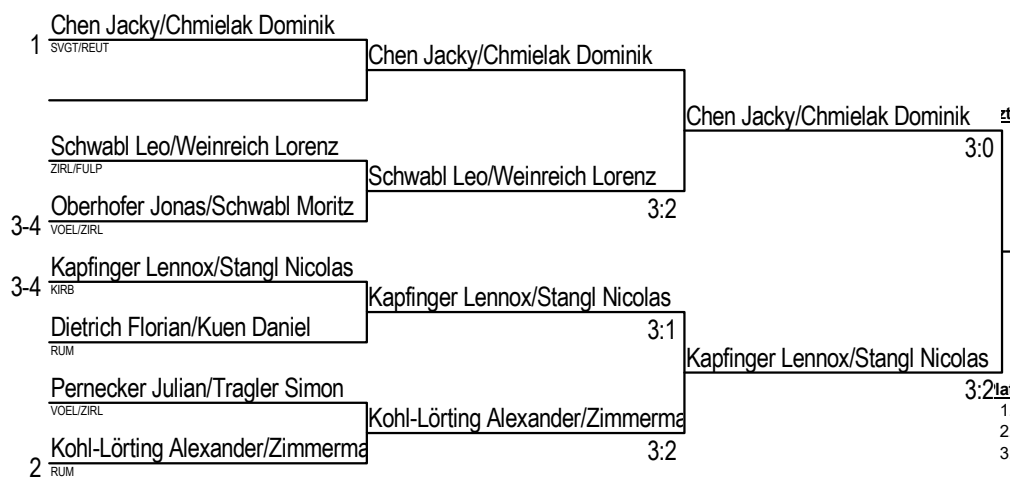 Chen Jacky/Chmielak Dominik
1
SVGT/REUT
Chen Jacky/Chmielak Dominik
Chen Jacky/Chmielak Dominik
3:0
Schwabl Leo/Weinreich Lorenz
ZIRL/FULP
Schwabl Leo/Weinreich Lorenz
3:2
Oberhofer Jonas/Schwabl Moritz
3-4
VOEL/ZIRL
Kapfinger Lennox/Stangl Nicolas
3-4
KIRB
Kapfinger Lennox/Stangl Nicolas
3:1
Dietrich Florian/Kuen Daniel
RUM
Kapfinger Lennox/Stangl Nicolas
3:2
Pernecker Julian/Tragler Simon
VOEL/ZIRL
Kohl-Lörting Alexander/Zimmerma
3:2
Kohl-Lörting Alexander/Zimmerma
2
RUM
1
2
3